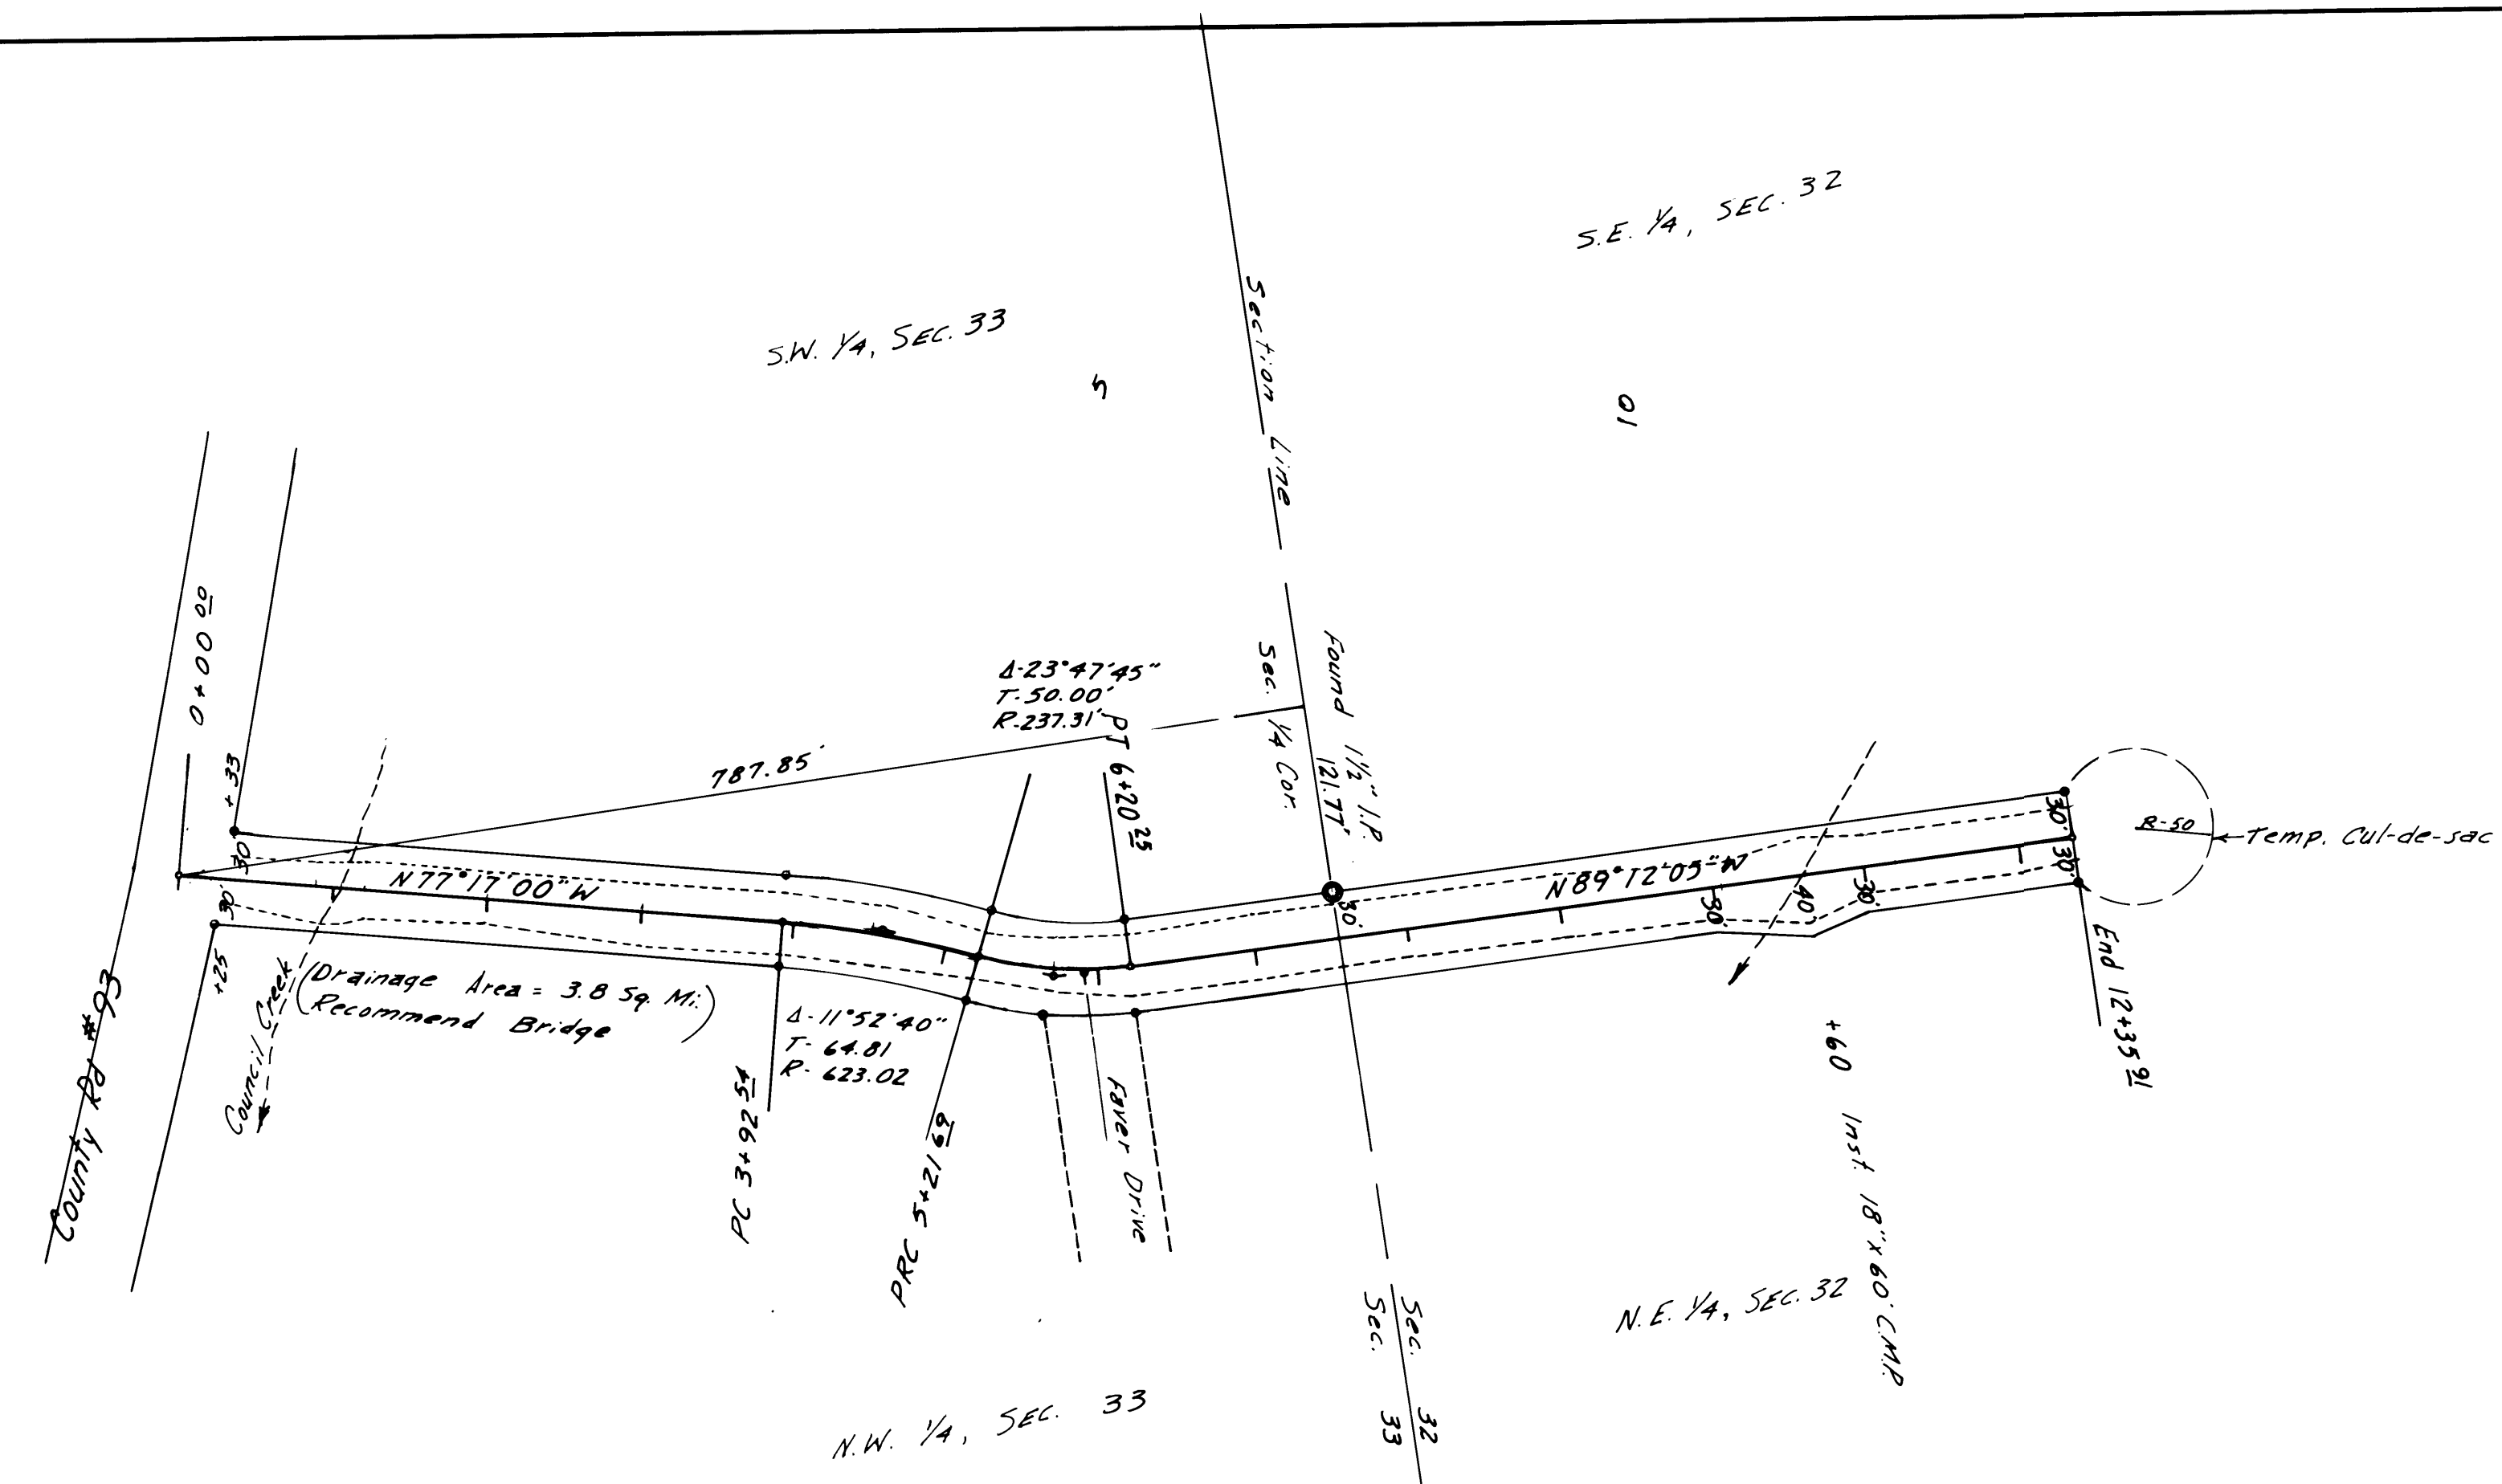 S.E. 1/4, SEC. 32
S.W. 1/4, SEC. 33
5
10
Section Line
0+00 00
+33
30'
30'
+25
County Rd #93
Council Creek
(Drainage Area = 3.8 Sq. Mi.
Recommend Bridge)
N 77°17'00" W
787.85'
Δ-23°47'45"
T-50.00'
R-237.31'
PT 6+20 25
Sec. 1/4 Cor.
Found 1 1/2" I.P.
121.77'
30'
N 89°12'05" W
30'
40'
30'
30'
30'
R-50
Temp. Cul-de-sac
End 12+35 91
+60 Inst. 18" x 60' C.M.P.
Δ-11°52'40"
T- 64.81
R- 623.02
PC 3+92 54
PRC 5+21 69
Faver Drive
Sec. 32
Sec. 33
N.E. 1/4, SEC. 32
N.W. 1/4, SEC. 33